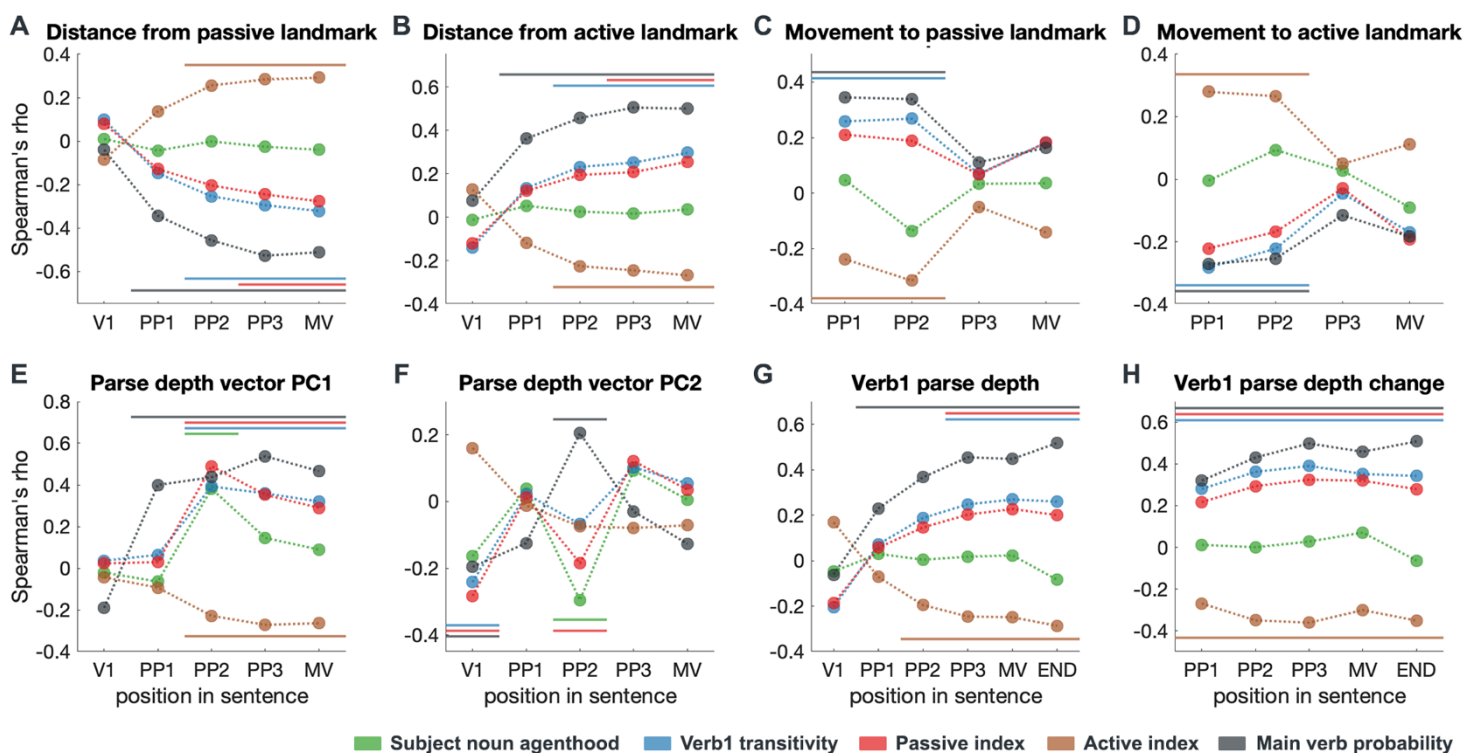 A Distance from passive landmark
B Distance from active landmark
C Movement to passive landmark
D Movement to active landmark
Spearman's rho
0.4
0.2
0
-0.2
-0.4
-0.6
V1 PP1 PP2 PP3 MV
0.6
0.4
0.2
0
-0.2
-0.4
V1 PP1 PP2 PP3 MV
0.4
0.2
0
-0.2
-0.4
PP1 PP2 PP3 MV
0.4
0.2
0
-0.2
-0.4
PP1 PP2 PP3 MV
E Parse depth vector PC1
F Parse depth vector PC2
G Verb1 parse depth
H Verb1 parse depth change
Spearman's rho
0.8
0.6
0.4
0.2
0
-0.2
-0.4
V1 PP1 PP2 PP3 MV
position in sentence
0.2
0
-0.2
-0.4
V1 PP1 PP2 PP3 MV
position in sentence
0.6
0.4
0.2
0
-0.2
-0.4
V1 PP1 PP2 PP3 MV END
position in sentence
0.6
0.4
0.2
0
-0.2
-0.4
PP1 PP2 PP3 MV END
position in sentence
Subject noun agenthood Verb1 transitivity Passive index Active index Main verb probability